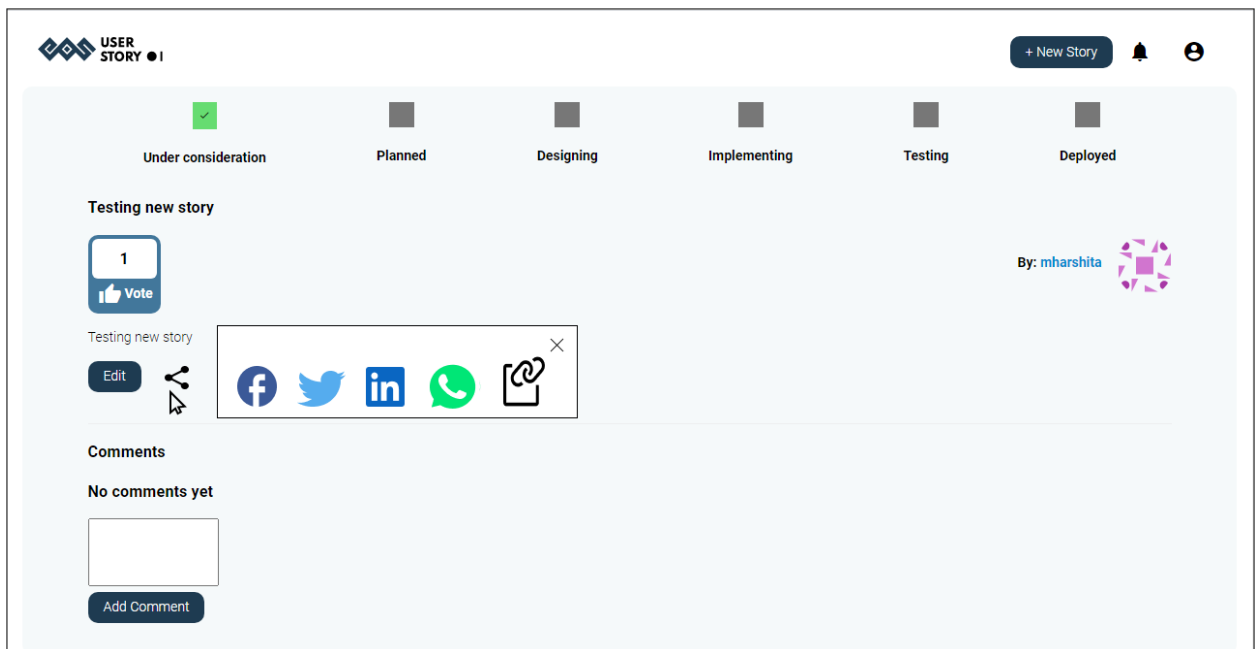 USER
STORY
+ New Story
Under consideration Planned Designing Implementing Testing Deployed
Testing new story
1
Vote
By: mharshita
Testing new story
Edit
in
Comments
No comments yet
Add Comment